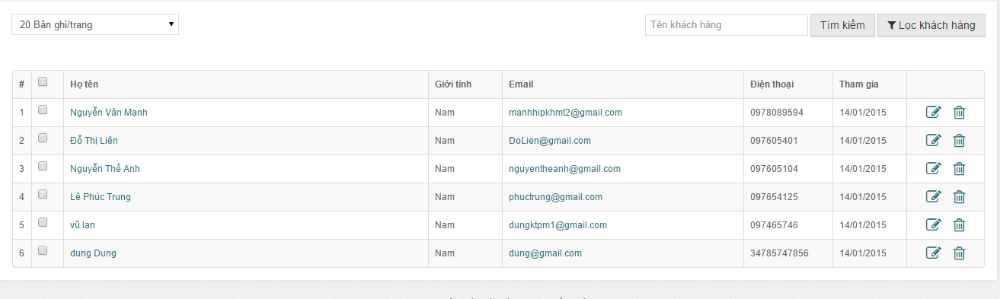 20 Bản ghi/trang Tên khách hàng Tìm kiếm Lọc khách hàng
# Họ tên Giới tính Email Điện thoại Tham gia
1 Nguyễn Văn Mạnh Nam manhhipkhmt2@gmail.com 0978089594 14/01/2015
2 Đỗ Thị Liên Nam DoLien@gmail.com 097605401 14/01/2015
3 Nguyễn Thế Anh Nam nguyentheanh@gmail.com 097605104 14/01/2015
4 Lê Phúc Trung Nam phuctrung@gmail.com 097654125 14/01/2015
5 vũ lan Nam dungktpm1@gmail.com 097465746 14/01/2015
6 dung Dung Nam dung@gmail.com 34785747856 14/01/2015